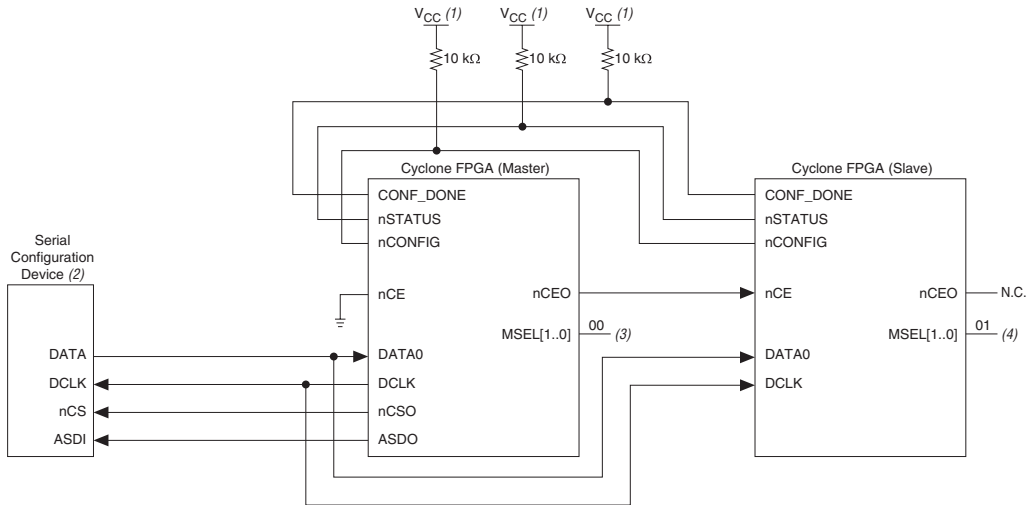 VCC (1)
VCC (1)
VCC (1)
10 kΩ
10 kΩ
10 kΩ
Cyclone FPGA (Master)
Cyclone FPGA (Slave)
CONF_DONE
nSTATUS
nCONFIG
nCE
nCEO
MSEL[1..0]
00
(3)
DATA0
DCLK
nCSO
ASDO
CONF_DONE
nSTATUS
nCONFIG
nCE
nCEO
N.C.
MSEL[1..0]
01
(4)
DATA0
DCLK
Serial
Configuration
Device (2)
DATA
DCLK
nCS
ASDI